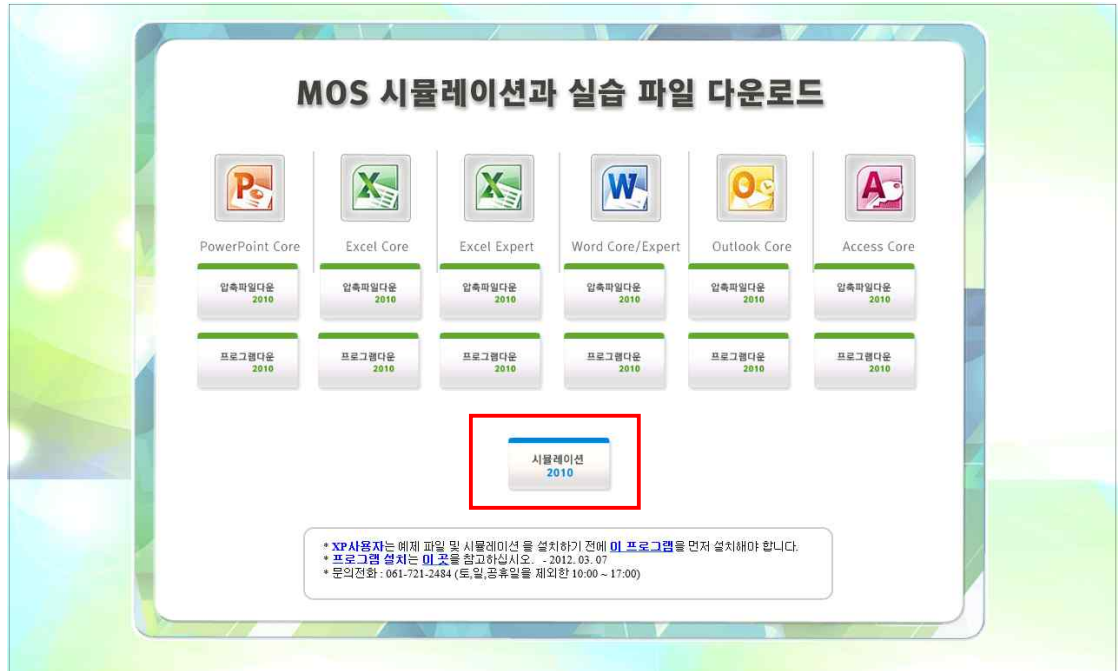 MOS 시뮬레이션과 실습 파일 다운로드
PowerPoint Core
Excel Core
Excel Expert
Word Core/Expert
Outlook Core
Access Core
압축파일다운
2010
압축파일다운
2010
압축파일다운
2010
압축파일다운
2010
압축파일다운
2010
압축파일다운
2010
프로그램다운
2010
프로그램다운
2010
프로그램다운
2010
프로그램다운
2010
프로그램다운
2010
프로그램다운
2010
시뮬레이션
2010
* XP사용자는 예제 파일 및 시뮬레이션 을 설치하기 전에 이 프로그램을 먼저 설치해야 합니다.
* 프로그램 설치는 이 곳을 참고하십시오. - 2012. 03. 07
* 문의전화 : 061-721-2484 (토,일,공휴일을 제외한 10:00 ~ 17:00)